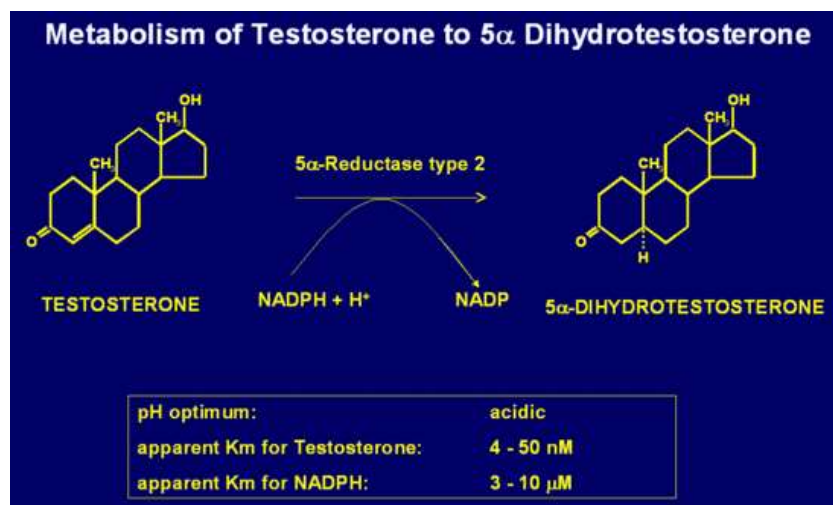 Metabolism of Testosterone to 5α Dihydrotestosterone
OH
CH3
CH3
O
TESTOSTERONE
5α-Reductase type 2
NADPH + H+
NADP
OH
CH3
CH3
O
H
5α-DIHYDROTESTOSTERONE
pH optimum: acidic
apparent Km for Testosterone: 4 - 50 nM
apparent Km for NADPH: 3 - 10 μM